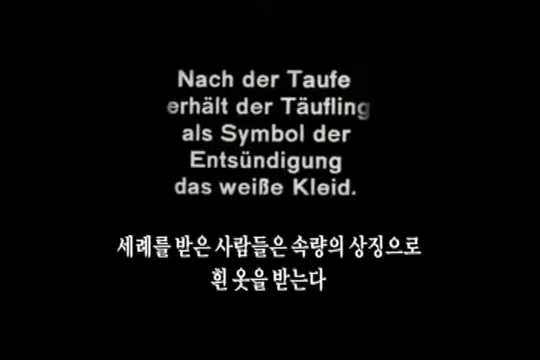 Nach der Taufe
erhält der Täufling
als Symbol der
Entsündigung
das weiße Kleid.
세례를 받은 사람들은 속량의 상징으로
흰 옷을 받는다